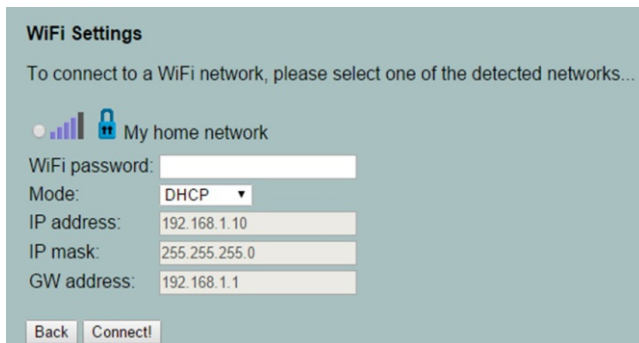 WiFi Settings
To connect to a WiFi network, please select one of the detected networks...
My home network
WiFi password:
Mode: DHCP
IP address: 192.168.1.10
IP mask: 255.255.255.0
GW address: 192.168.1.1
Back Connect!